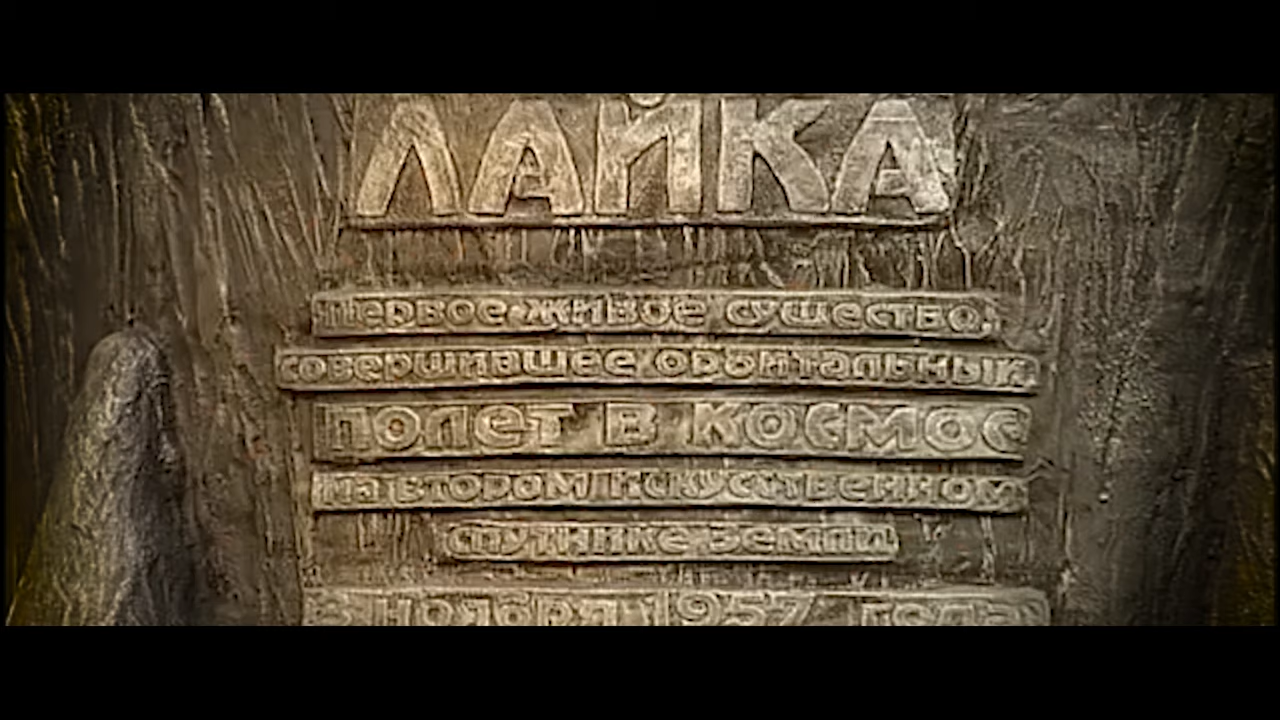 ЛАЙКА
первое живое существо,
совершившее орбитальный
полет в космос
на втором искусственном
спутнике земли
3 ноября 1957 года